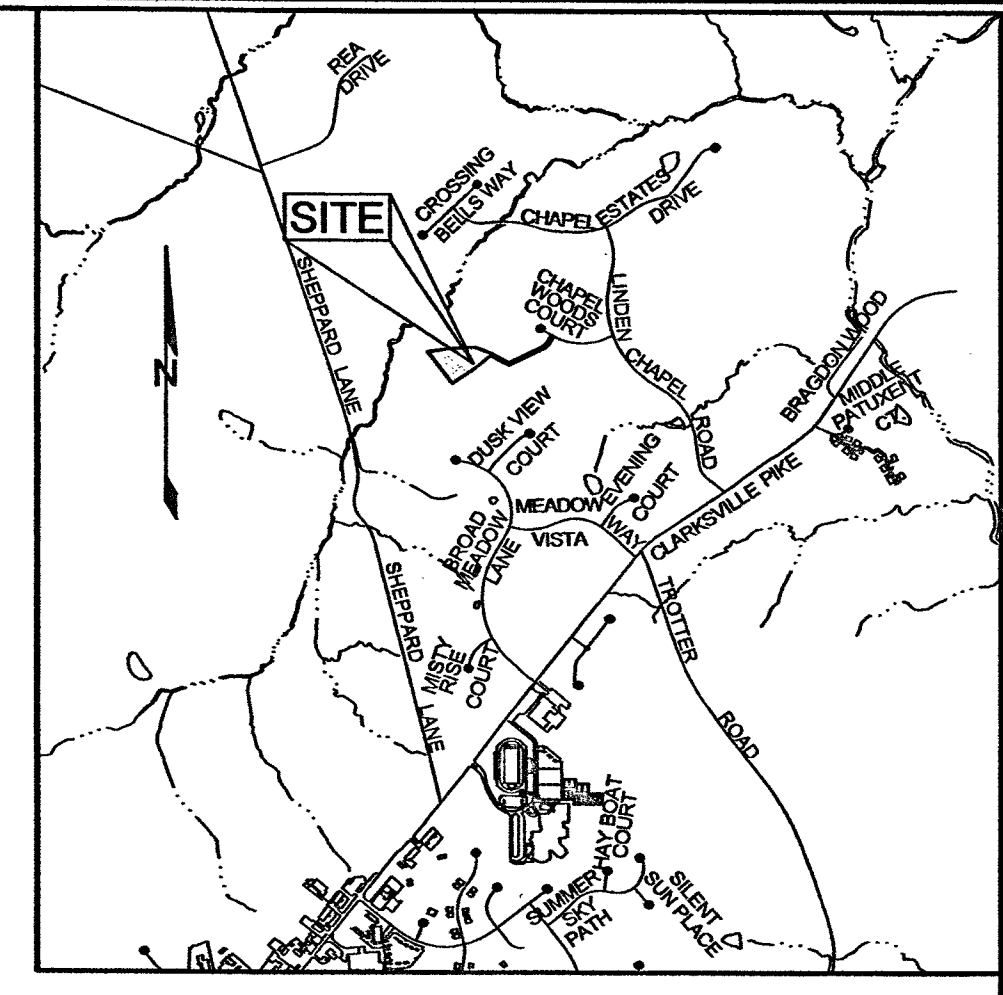 REA
DRIVE
CROSSING
BEILS WAY
CHAPEL ESTATES
DRIVE
SITE
SHEPPARD LANE
CHAPEL
WOODS
COURT
LINDEN CHAPEL
ROAD
BRAGDON WOOD
MIDDLE
PATUXENT
CT
N
DUSK VIEW
COURT
EVENING
COURT
MEADOW
VISTA
WAY
CLARKSVILLE PIKE
BROAD
MEADOW
LANE
SHEPPARD
LANE
MISTY
RISE
COURT
TROTTER
ROAD
HAY BOAT
COURT
SUMMER
SKY
PATH
SILENT
SUN PLACE